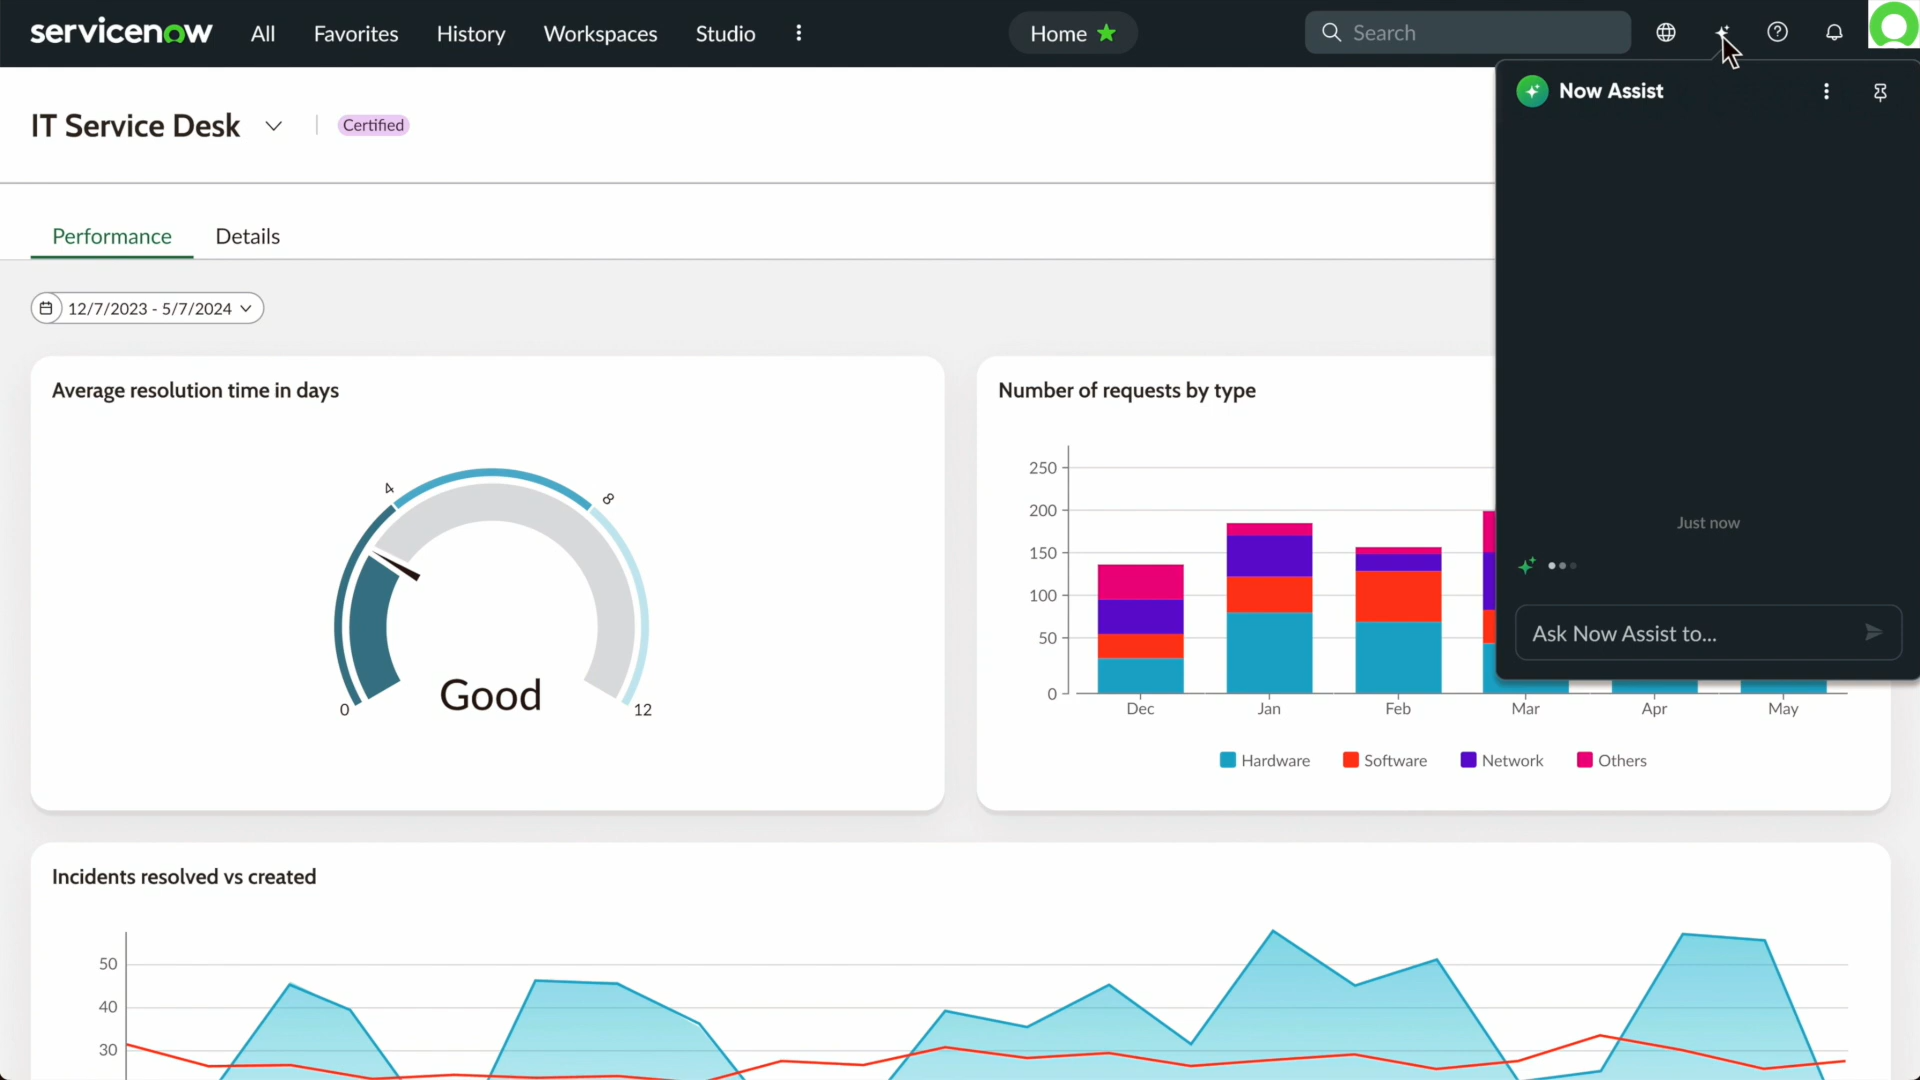 servicenow All Favorites History Workspaces Studio Home Search
Now Assist
IT Service Desk Certified
Performance Details
12/7/2023 - 5/7/2024
Average resolution time in days
4
8
0
12
Good
Number of requests by type
250
200
150
100
50
0
Dec Jan Feb Mar Apr May
Hardware Software Network Others
Just now
Ask Now Assist to...
Incidents resolved vs created
50
40
30